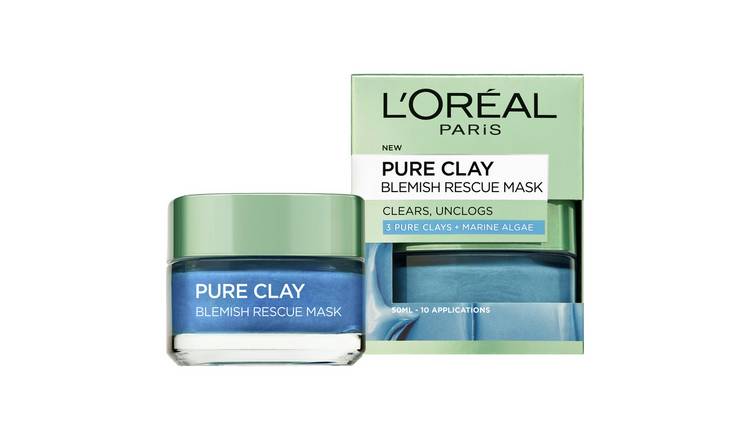 L'ORÉAL
PARiS
NEW
PURE CLAY
BLEMISH RESCUE MASK
CLEARS, UNCLOGS
3 PURE CLAYS + MARINE ALGAE
50ML - 10 APPLICATIONS
PURE CLAY
BLEMISH RESCUE MASK